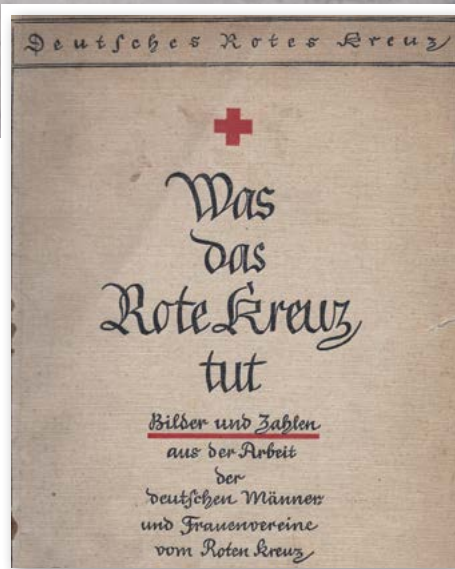 Deutſches Rotes Kreuz
Was
das
Rote Kreuz
tut
Bilder und Zahlen
aus der Arbeit
der
deutſchen Männer
und Frauenvereine
vom Roten Kreuz